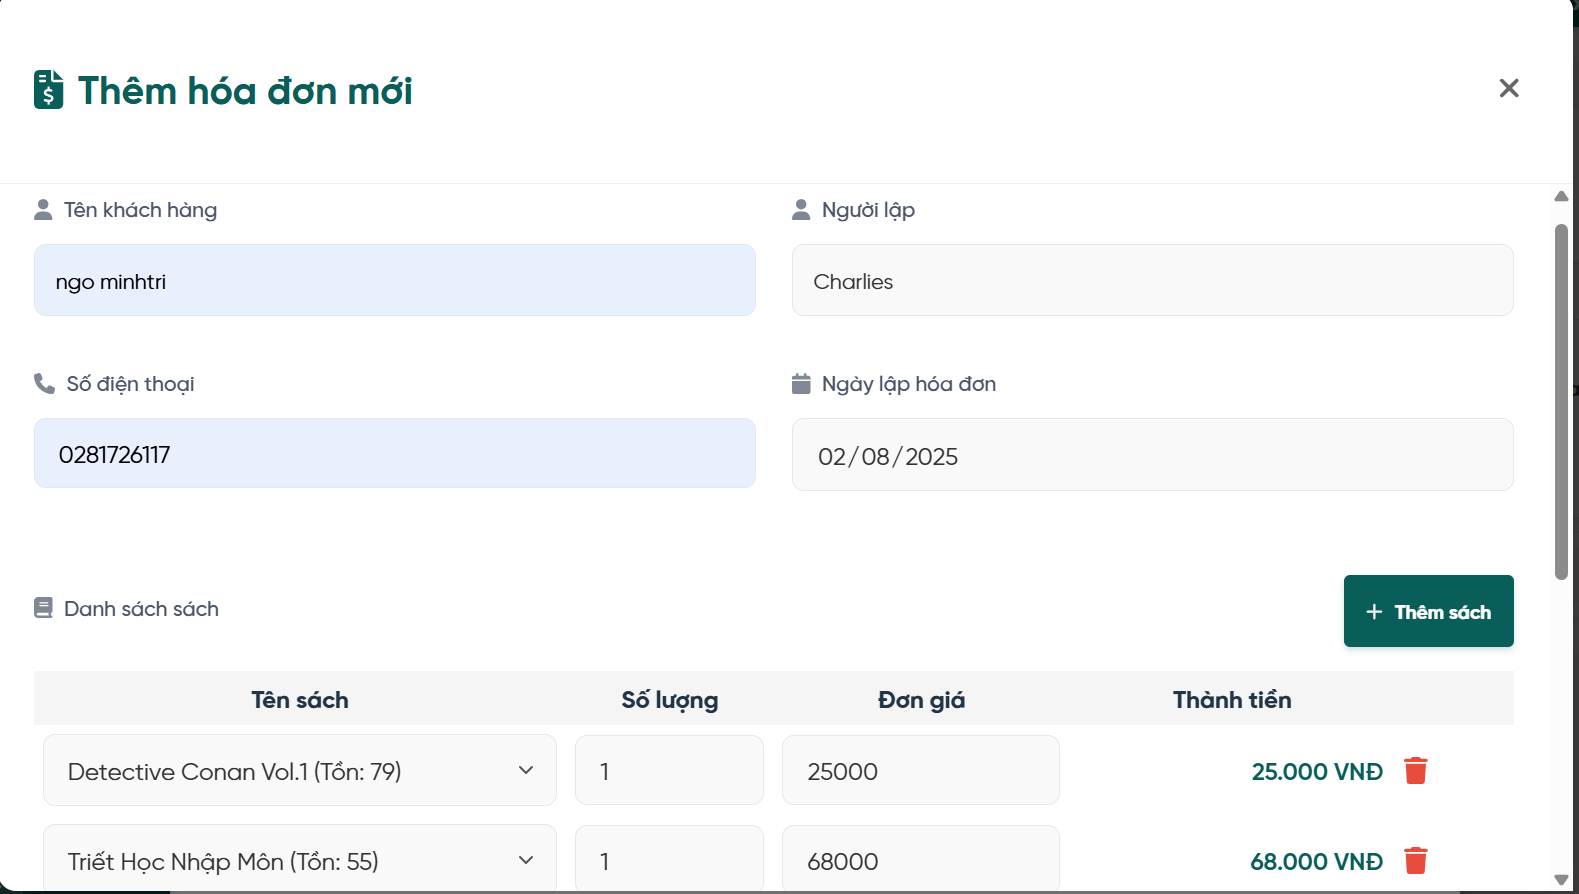 Thêm hóa đơn mới
Tên khách hàng
Người lập
ngo minhtri
Charlies
Số điện thoại
Ngày lập hóa đơn
0281726117
02/08/2025
Danh sách sách
+ Thêm sách
Tên sách Số lượng Đơn giá Thành tiền
Detective Conan Vol.1 (Tồn: 79) 1 25000 25.000 VNĐ
Triết Học Nhập Môn (Tồn: 55) 1 68000 68.000 VNĐ